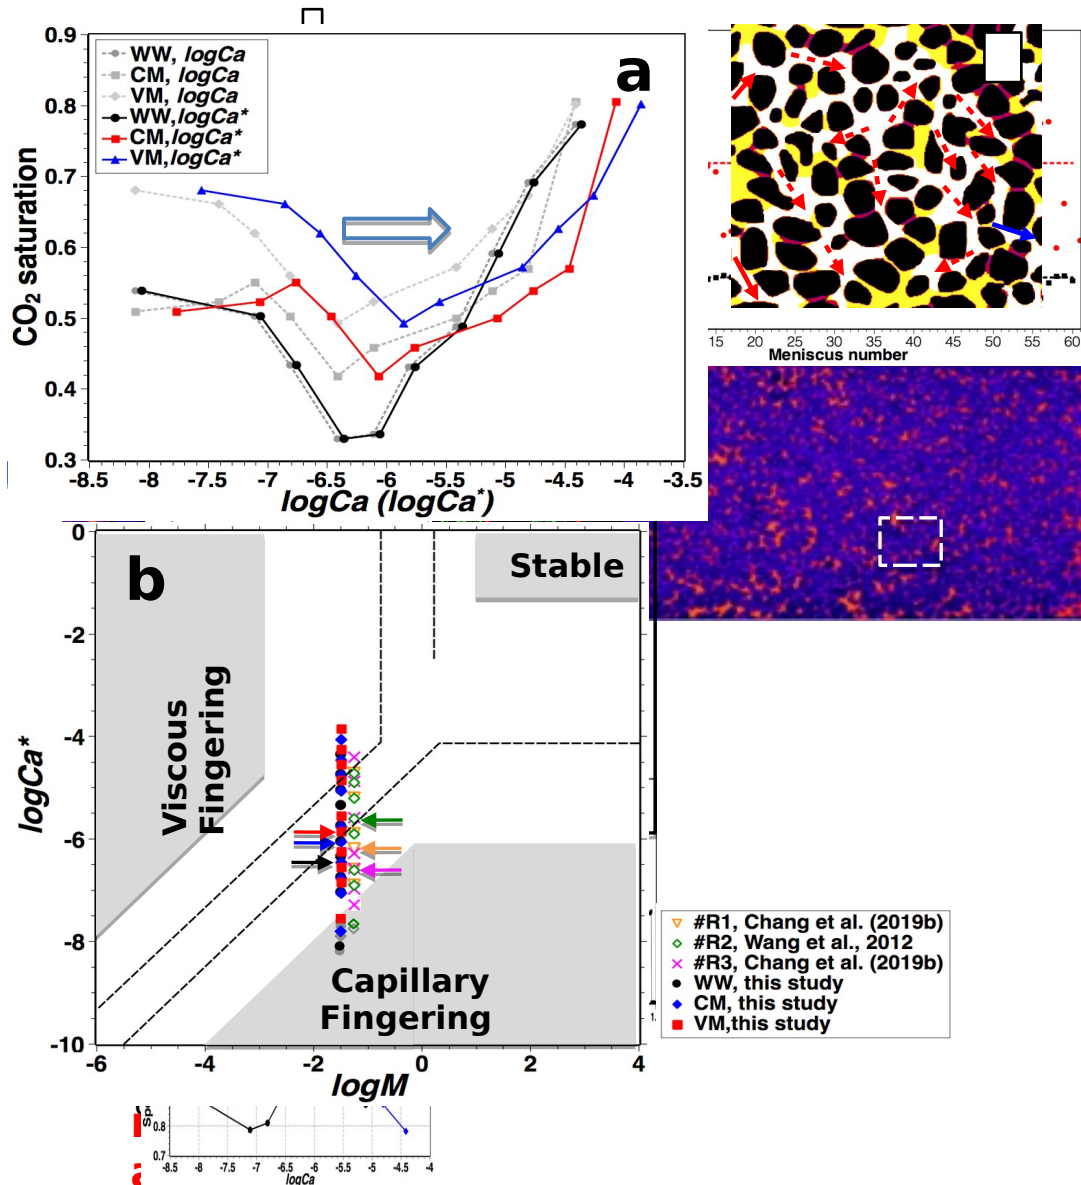 0.9
0.8
0.7
0.6
0.5
0.4
0.3
CO2 saturation
WW, logCa
CM, logCa
VM, logCa
WW, logCa*
CM,logCa*
VM,logCa*
a
-8.5 -8 -7.5 -7 -6.5 -6 -5.5 -5 -4.5 -4 -3.5
logCa (logCa*)
15 20 25 30 35 40 45 50 55 60
Meniscus number
b
0
-2
-4
-6
-8
-10
logCa*
Viscous
Fingering
Stable
Capillary
Fingering
-6 -4 -2 0 2 4
logM
#R1, Chang et al. (2019b)
#R2, Wang et al., 2012
#R3, Chang et al. (2019b)
WW, this study
CM, this study
VM,this study
1.
0.8
0.7
-8.5 -8 -7.5 -7 -6.5 -6 -5.5 -5 -4.5 -4
logCa